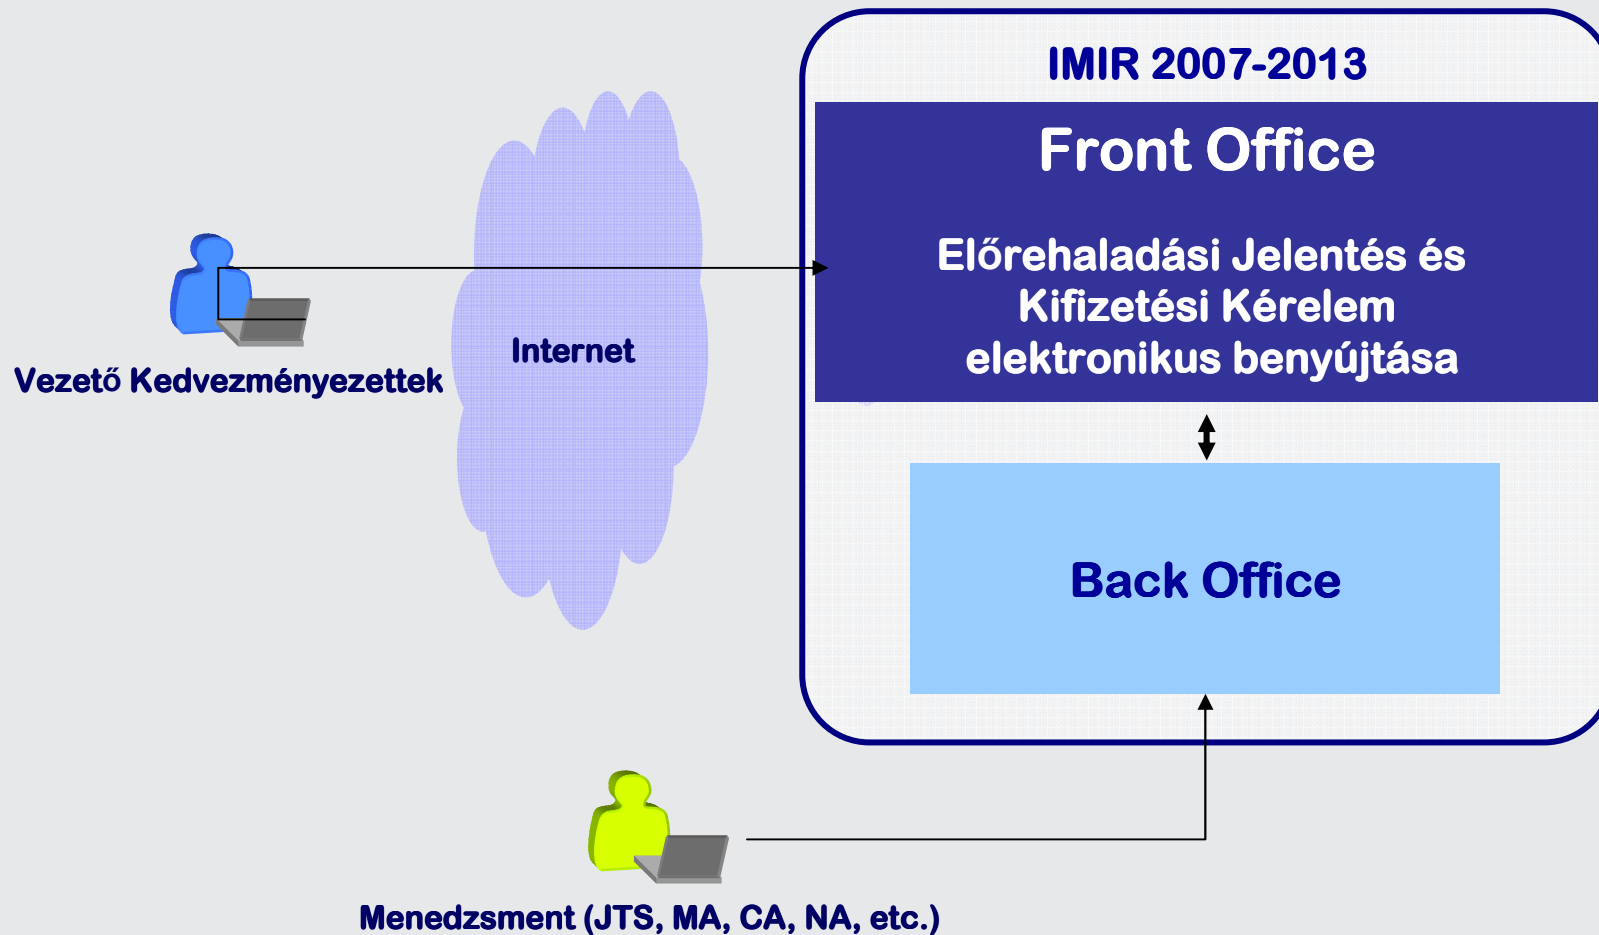 IMIR 2007-2013
Front Office
Előrehaladási Jelentés és
Kifizetési Kérelem
elektronikus benyújtása
Internet
Vezető Kedvezményezettek
Back Office
Menedzsment (JTS, MA, CA, NA, etc.)